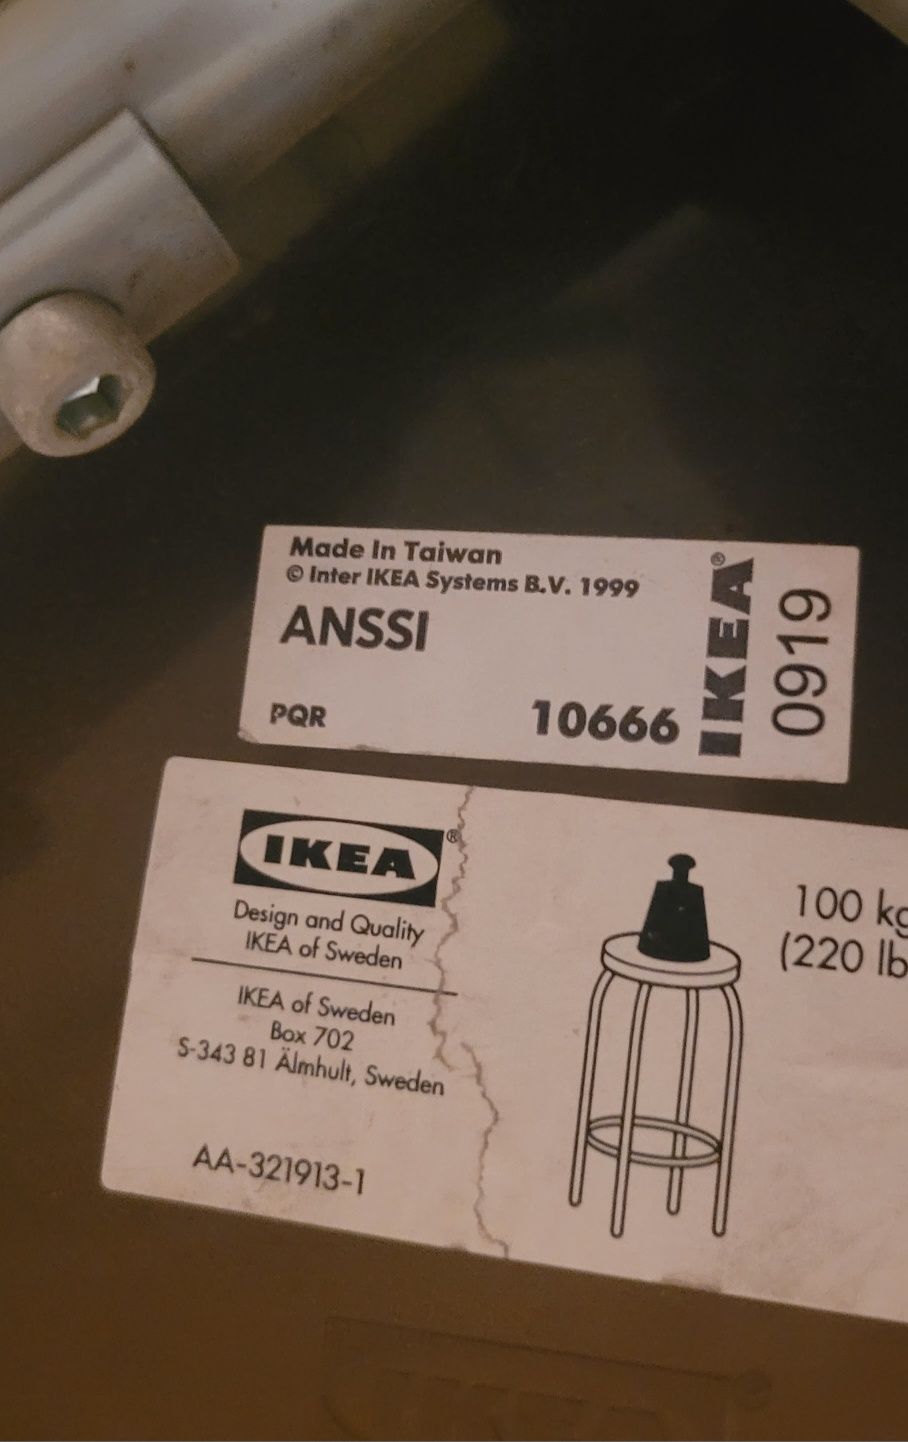 Made In Taiwan
© Inter IKEA Systems B.V. 1999
ANSSI
PQR 10666
IKEA®
0919
IKEA®
Design and Quality
IKEA of Sweden
IKEA of Sweden
Box 702
S-343 81 Älmhult, Sweden
AA-321913-1
100 kg
(220 lb